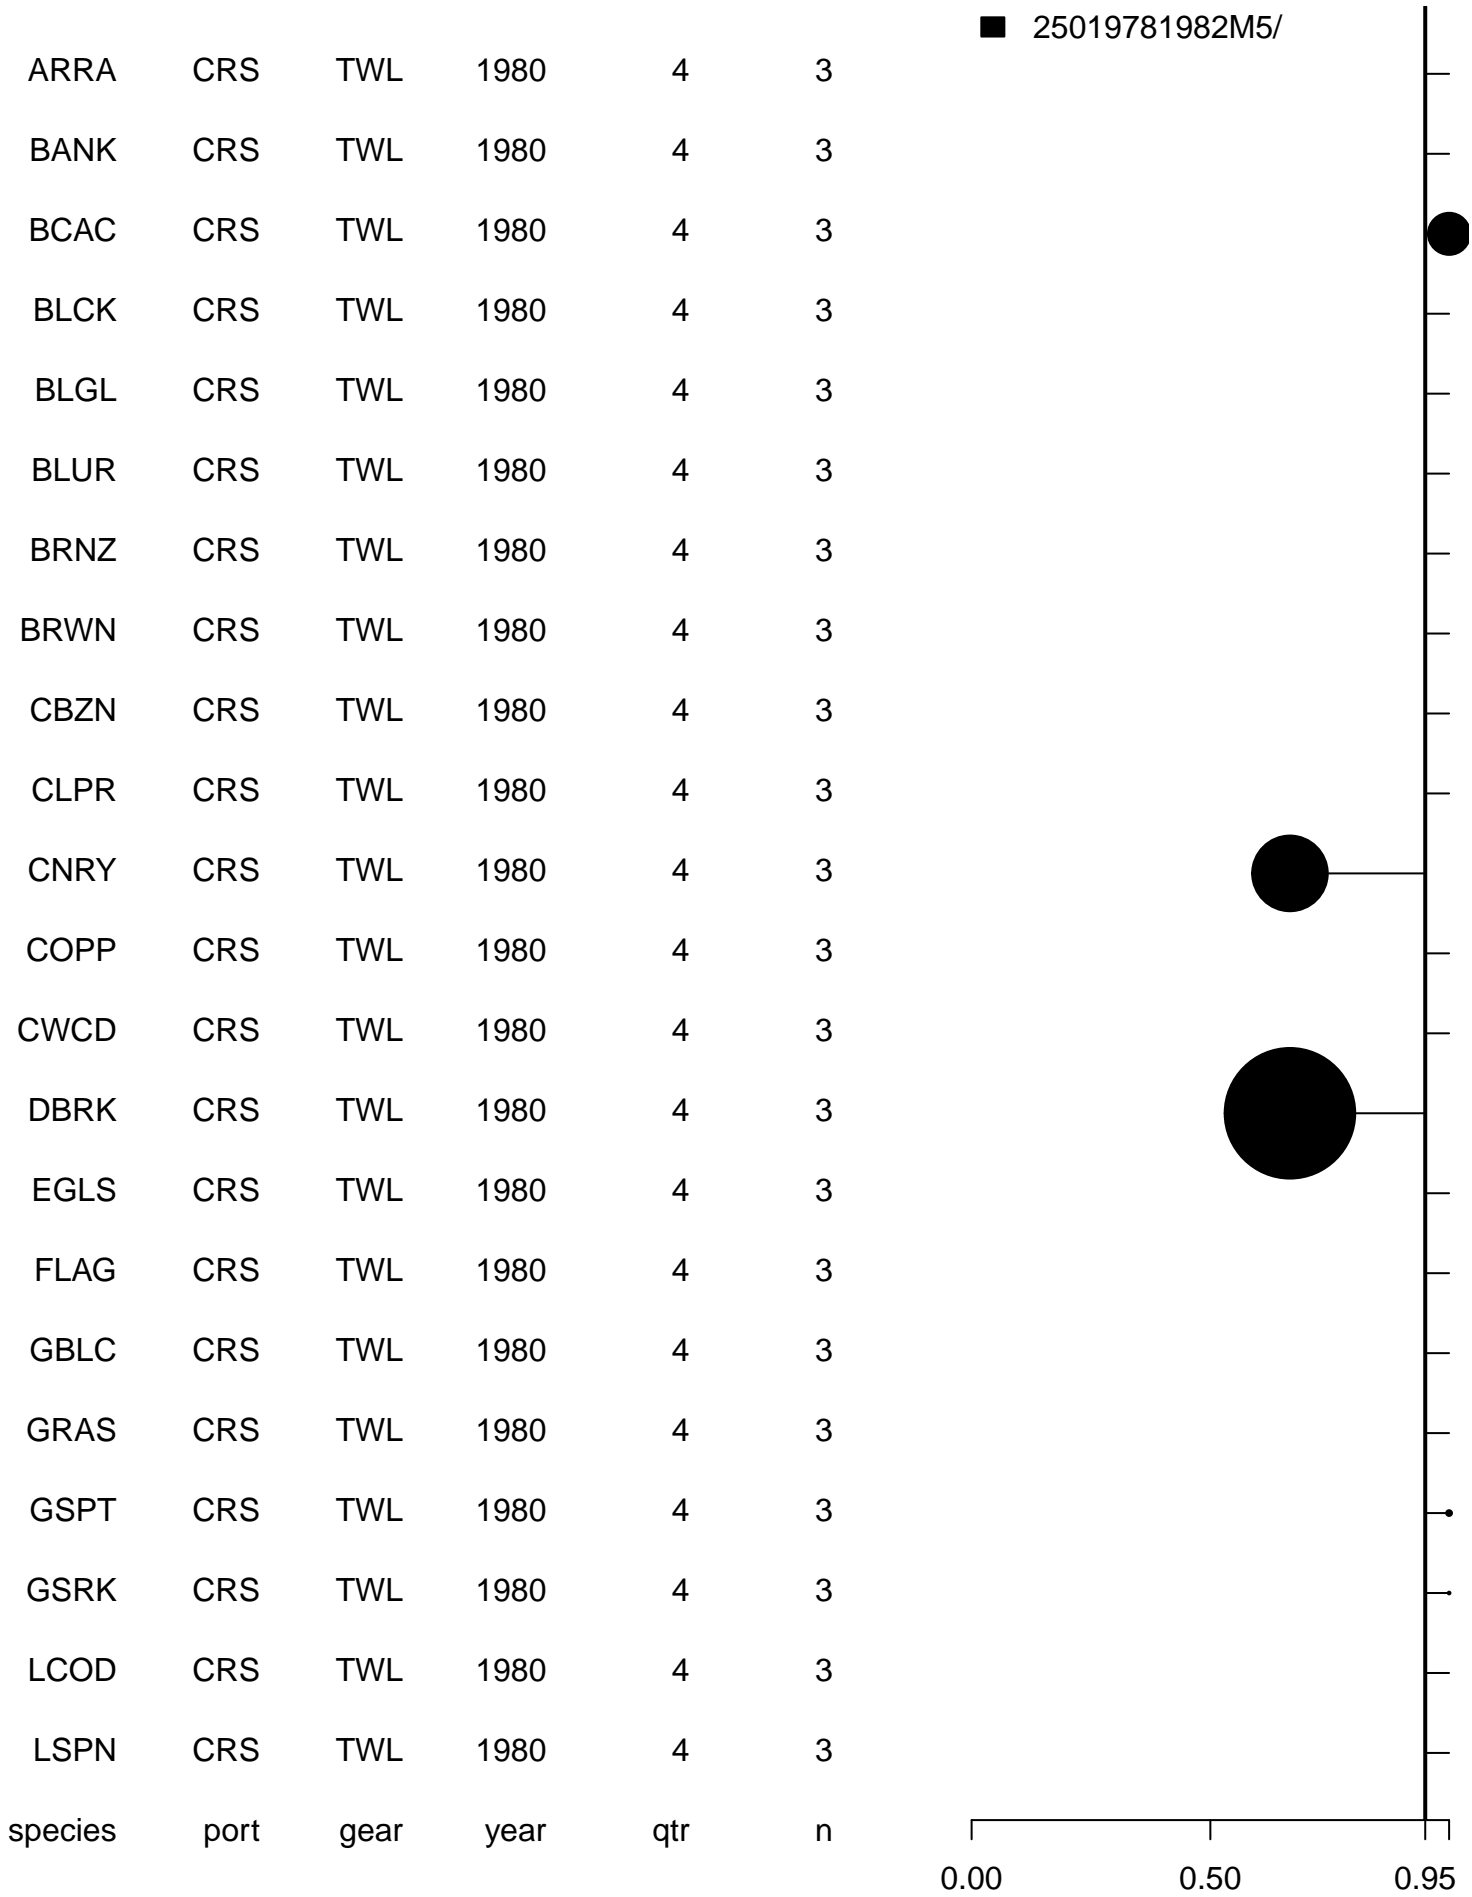 25019781982M5/
ARRA CRS TWL 1980 4 3
BANK CRS TWL 1980 4 3
BCAC CRS TWL 1980 4 3
BLCK CRS TWL 1980 4 3
BLGL CRS TWL 1980 4 3
BLUR CRS TWL 1980 4 3
BRNZ CRS TWL 1980 4 3
BRWN CRS TWL 1980 4 3
CBZN CRS TWL 1980 4 3
CLPR CRS TWL 1980 4 3
CNRY CRS TWL 1980 4 3
COPP CRS TWL 1980 4 3
CWCD CRS TWL 1980 4 3
DBRK CRS TWL 1980 4 3
EGLS CRS TWL 1980 4 3
FLAG CRS TWL 1980 4 3
GBLC CRS TWL 1980 4 3
GRAS CRS TWL 1980 4 3
GSPT CRS TWL 1980 4 3
GSRK CRS TWL 1980 4 3
LCOD CRS TWL 1980 4 3
LSPN CRS TWL 1980 4 3
species port gear year qtr n
0.00 0.50 0.95